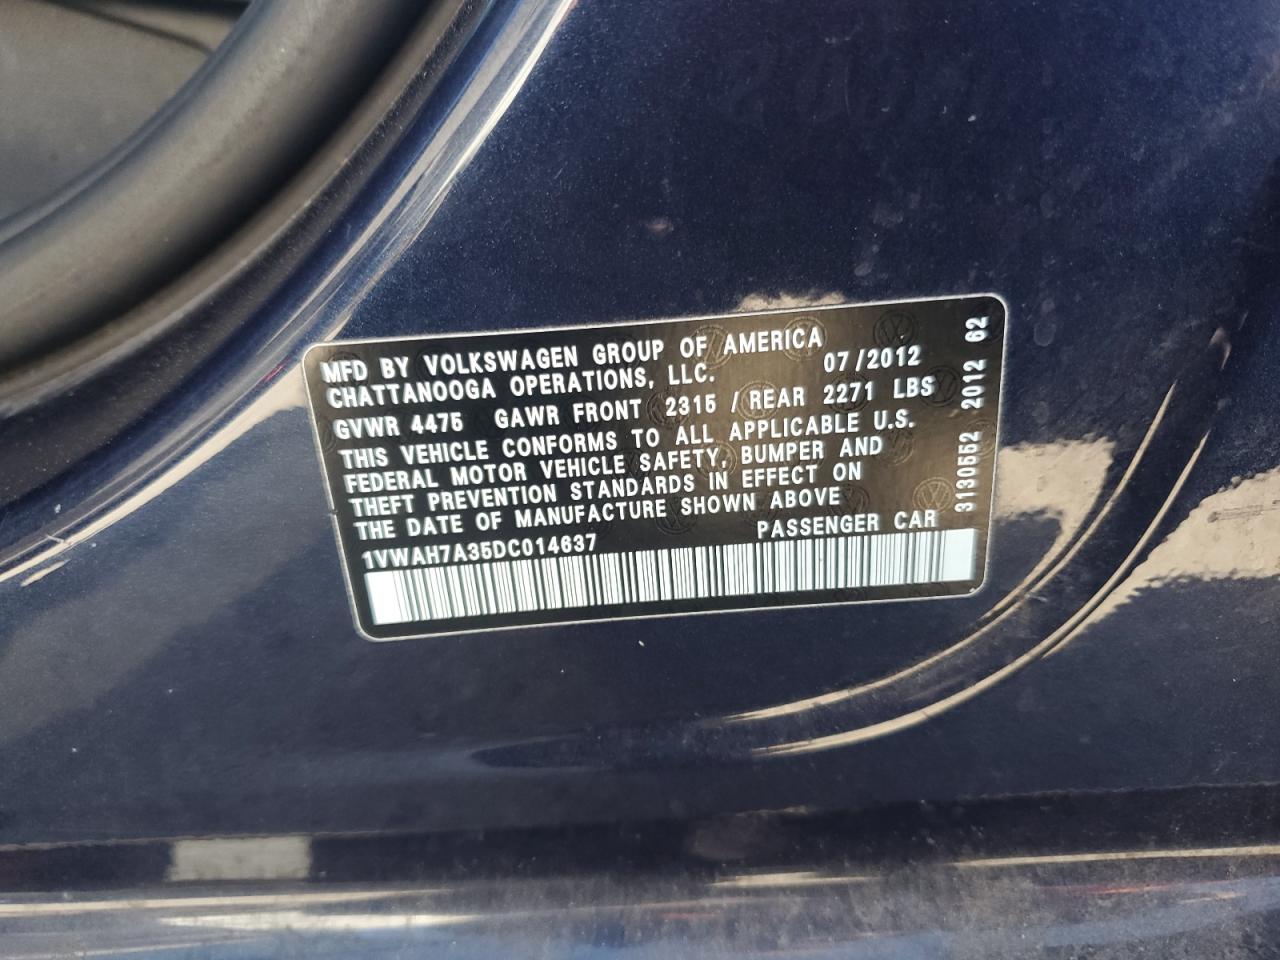 MFD BY VOLKSWAGEN GROUP OF AMERICA
CHATTANOOGA OPERATIONS, LLC. 07/2012
GVWR 4475 GAWR FRONT 2315 / REAR 2271 LBS
THIS VEHICLE CONFORMS TO ALL APPLICABLE U.S.
FEDERAL MOTOR VEHICLE SAFETY, BUMPER AND
THEFT PREVENTION STANDARDS IN EFFECT ON
THE DATE OF MANUFACTURE SHOWN ABOVE
1VWAH7A35DC014637 PASSENGER CAR
3130552 2012 62